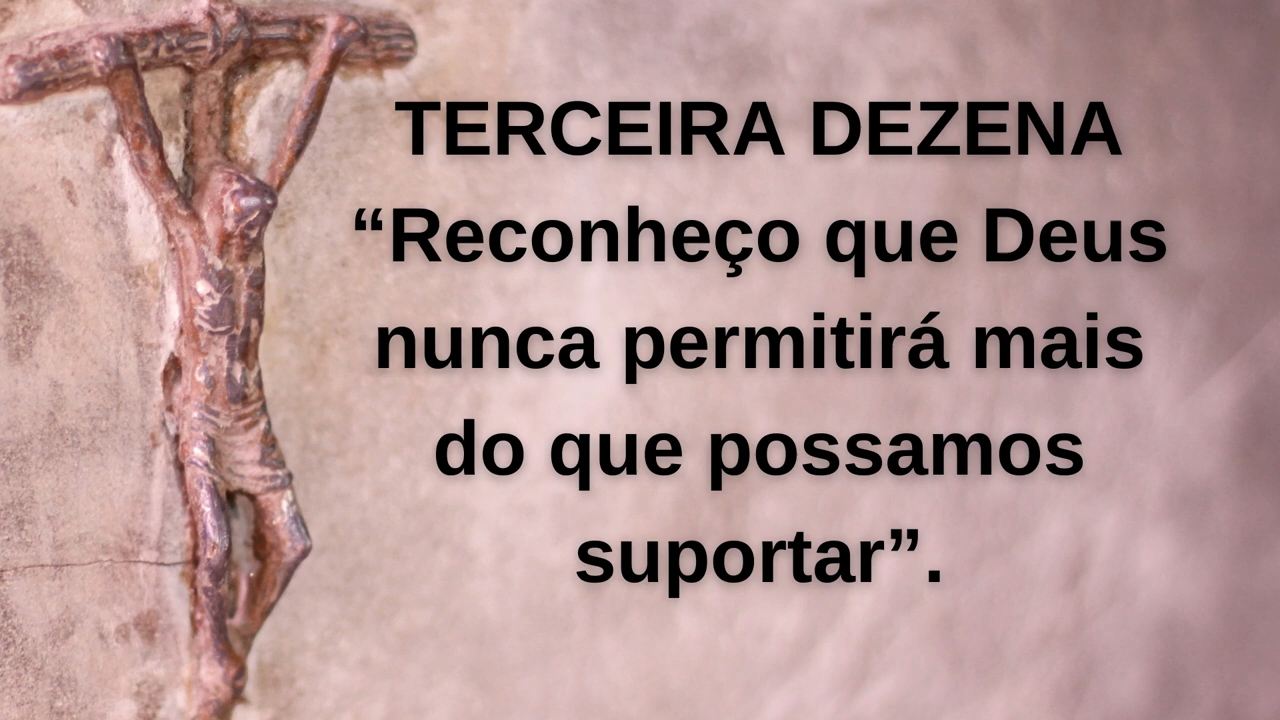 TERCEIRA DEZENA
“Reconheço que Deus
nunca permitirá mais
do que possamos
suportar”.